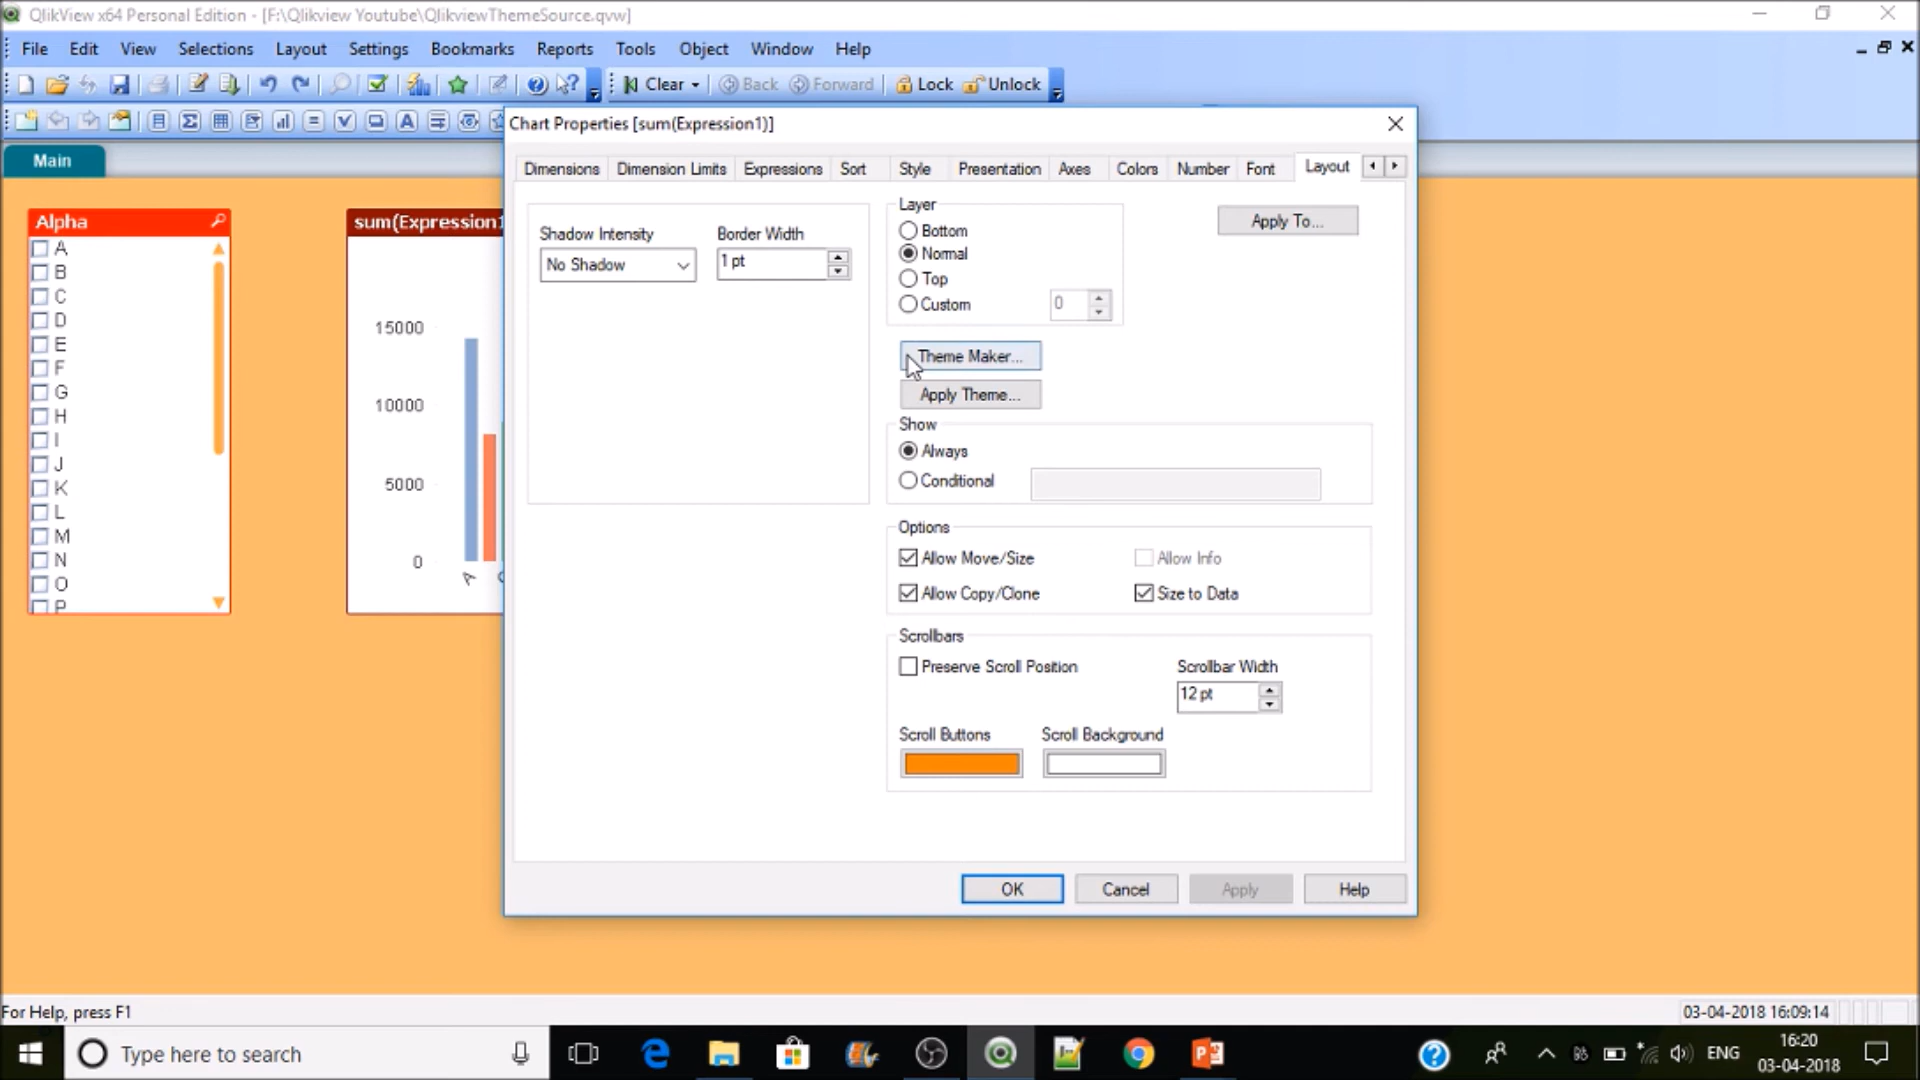 QlikView x64 Personal Edition - [F:\Qlikview Youtube\QlikviewThemeSource.qvw]
File Edit View Selections Layout Settings Bookmarks Reports Tools Object Window Help
Clear Back Forward Lock Unlock
Main
Chart Properties [sum(Expression1)]
Dimensions Dimension Limits Expressions Sort Style Presentation Axes Colors Number Font Layout
Alpha
A
B
C
D
E
F
G
H
I
J
K
L
M
N
O
P
sum(Expression1
15000
10000
5000
0
A
Shadow Intensity
No Shadow
Border Width
1 pt
Layer
Bottom
Normal
Top
Custom 0
Apply To...
Theme Maker...
Apply Theme...
Show
Always
Conditional
Options
Allow Move/Size Allow Info
Allow Copy/Clone Size to Data
Scrollbars
Preserve Scroll Position
Scrollbar Width
12 pt
Scroll Buttons Scroll Background
OK Cancel Apply Help
For Help, press F1
03-04-2018 16:09:14
Type here to search
ENG
16:20
03-04-2018